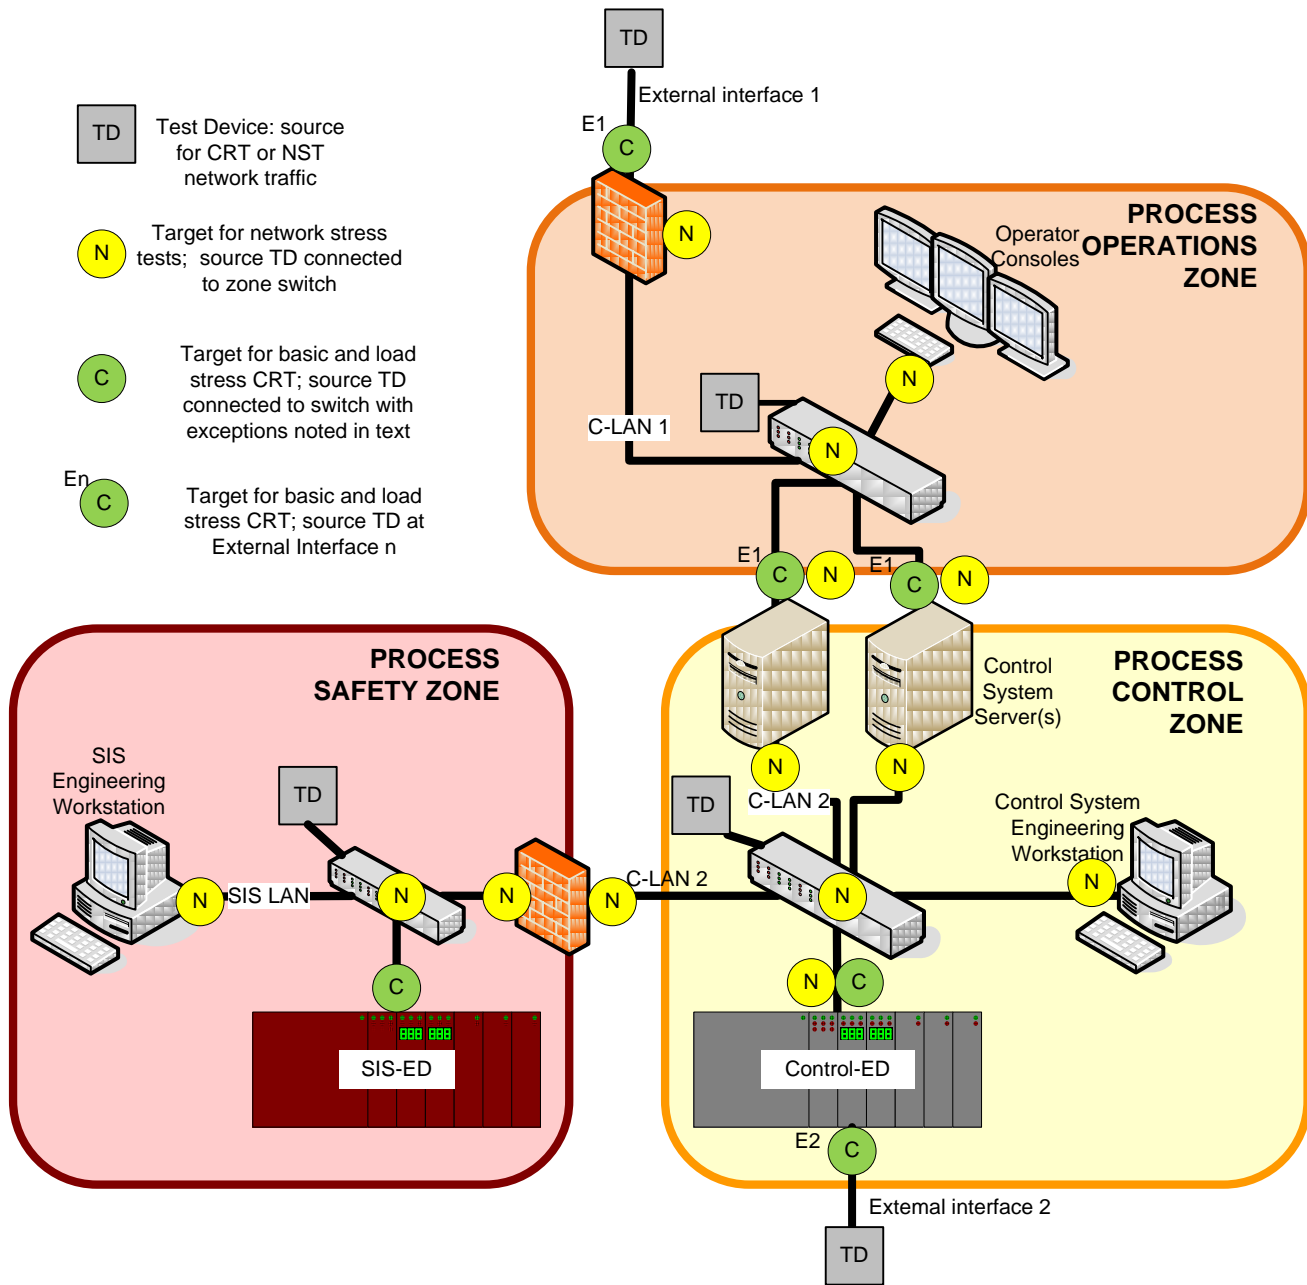 TD
External interface 1
E1
C
TD
Test Device: source
for CRT or NST
network traffic
N
Target for network stress
tests;  source TD connected
to zone switch
C
Target for basic and load
stress CRT; source TD
connected to switch with
exceptions noted in text
En
C
Target for basic and load
stress CRT; source TD at
External Interface n
PROCESS
OPERATIONS
ZONE
N
Operator
Consoles
N
TD
C-LAN 1
N
E1
C
N
E1
C
N
PROCESS
SAFETY ZONE
PROCESS
CONTROL
ZONE
Control
System
Server(s)
N
N
C-LAN 2
TD
SIS
Engineering
Workstation
TD
Control System
Engineering
Workstation
N
SIS LAN
N
N
N
C-LAN 2
N
N
C
N
C
SIS-ED
Control-ED
E2
C
External interface 2
TD